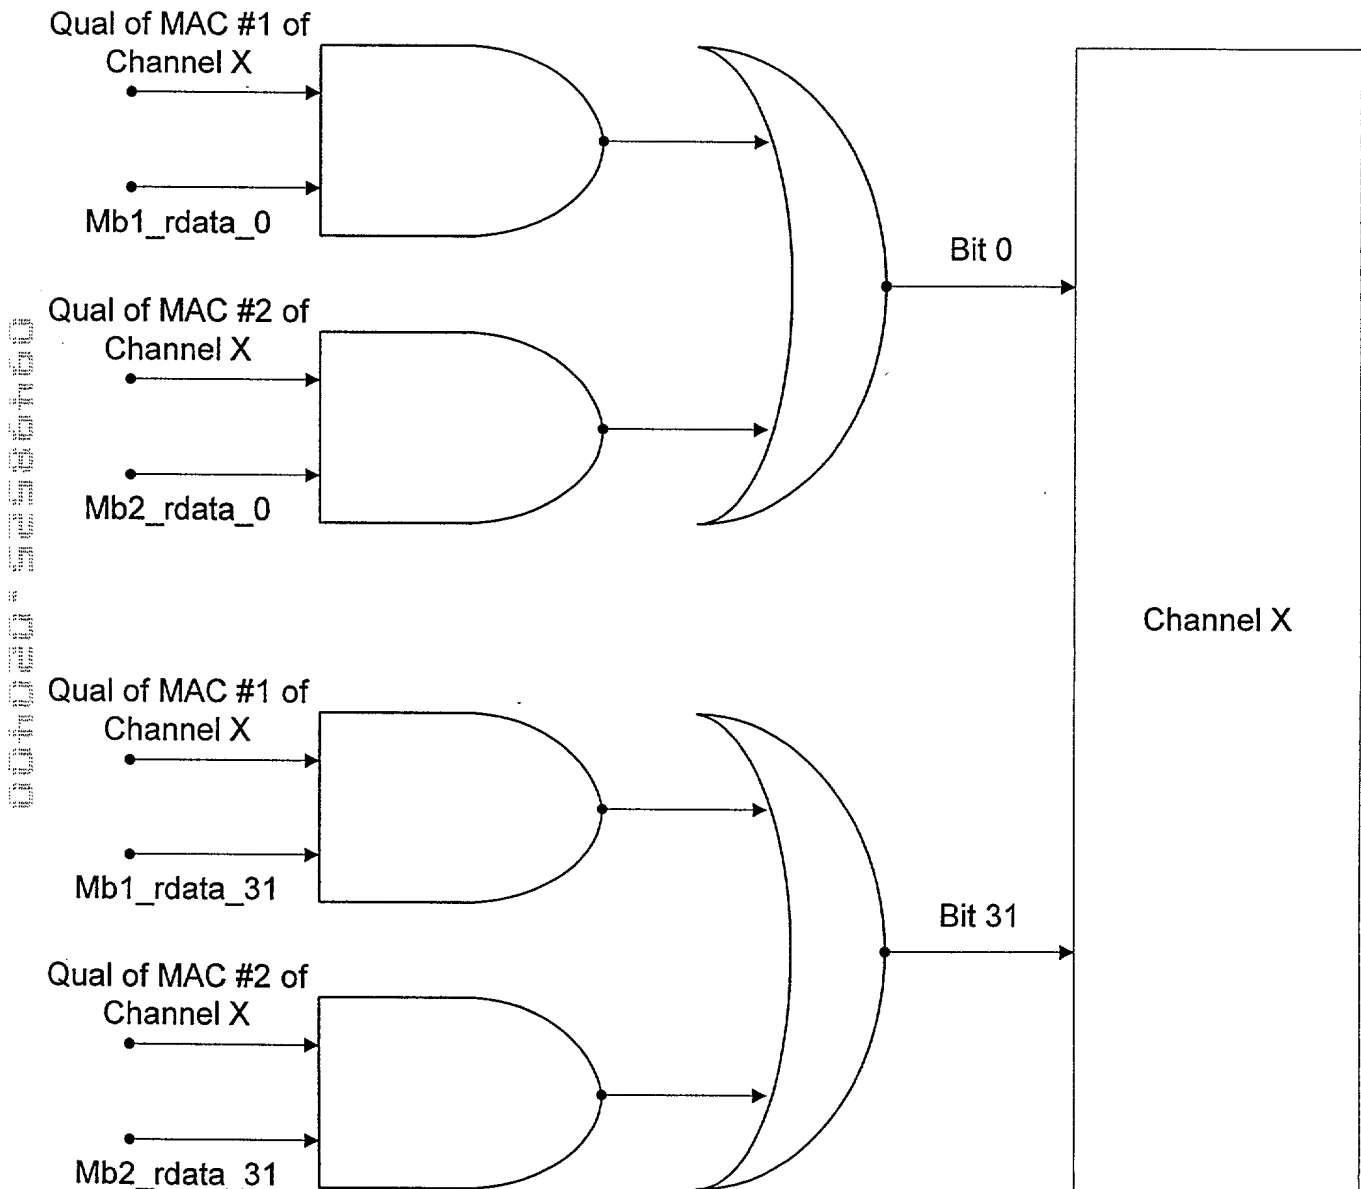 Qual of MAC #1 of
Channel X
Mb1_rdata_0
Bit 0
Qual of MAC #2 of
Channel X
Mb2_rdata_0
Channel X
Qual of MAC #1 of
Channel X
Mb1_rdata_31
Bit 31
Qual of MAC #2 of
Channel X
Mb2_rdata_31